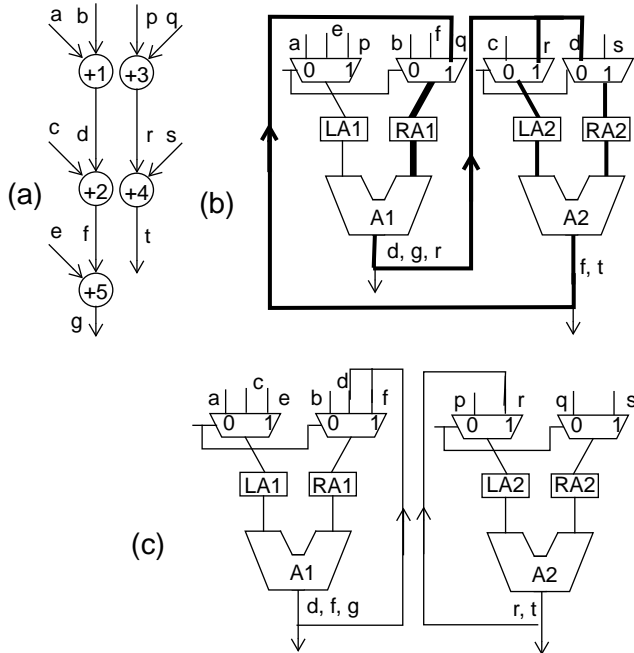 a b p q
+1 +3
c d r s
(a) +2 +4
e f t
+5
g
a e p b f q c r d s
0 1 0 1 0 1 0 1
LA1 RA1 LA2 RA2
(b) A1 A2
d, g, r f, t
a c e b d f p r q s
0 1 0 1 0 1 0 1
LA1 RA1 LA2 RA2
(c) A1 A2
d, f, g r, t